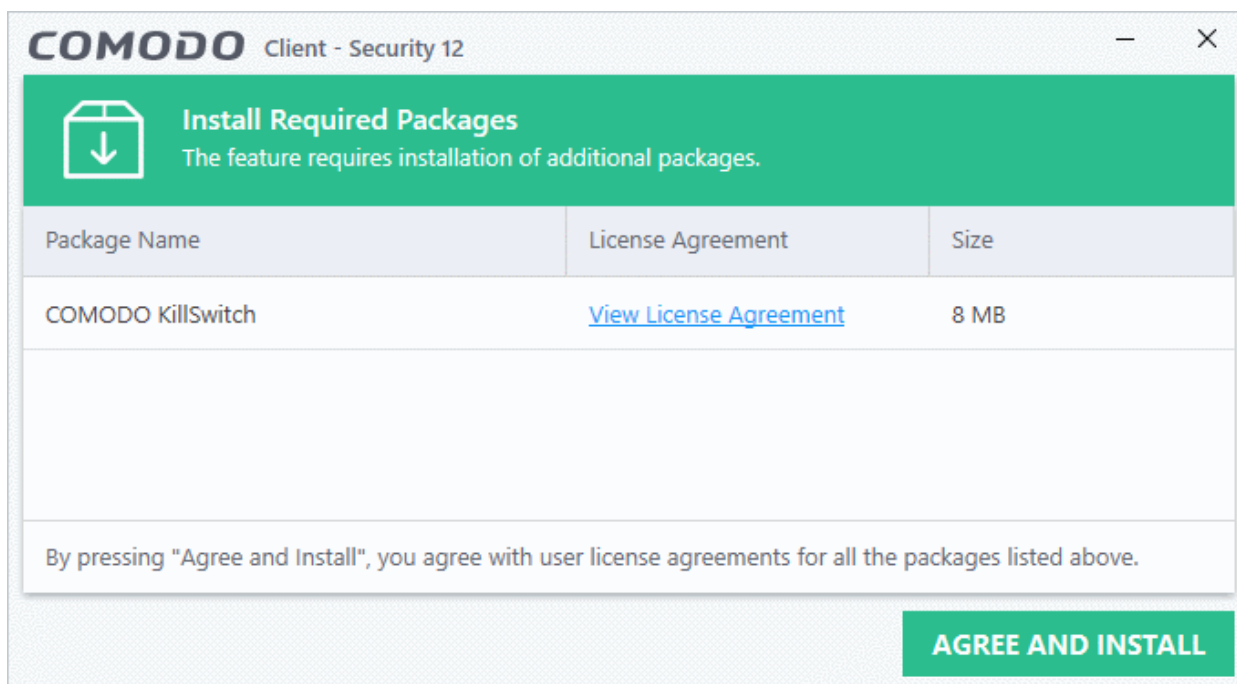 COMODO Client - Security 12
Install Required Packages
The feature requires installation of additional packages.
Package Name License Agreement Size
COMODO KillSwitch View License Agreement 8 MB
By pressing "Agree and Install", you agree with user license agreements for all the packages listed above.
AGREE AND INSTALL